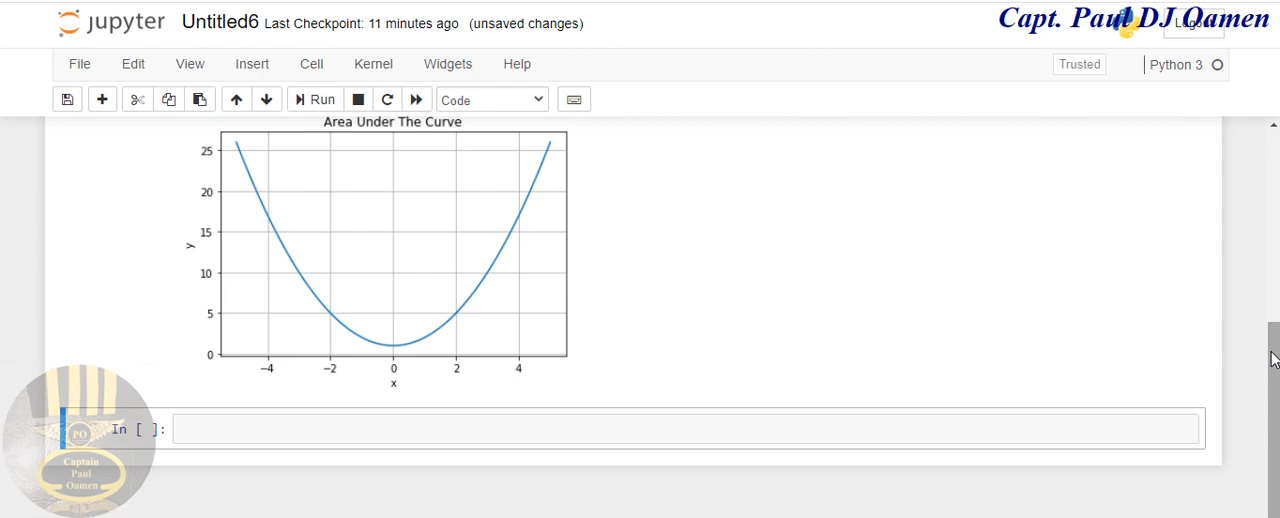 jupyter Untitled6 Last Checkpoint: 11 minutes ago (unsaved changes)
Capt. Paul DJ Oamen
File Edit View Insert Cell Kernel Widgets Help
Trusted Python 3
Run Code
Area Under The Curve
25
20
15
10
5
0
y
−4 −2 0 2 4
x
In [ ]:
PO
Captain
Paul
Oamen